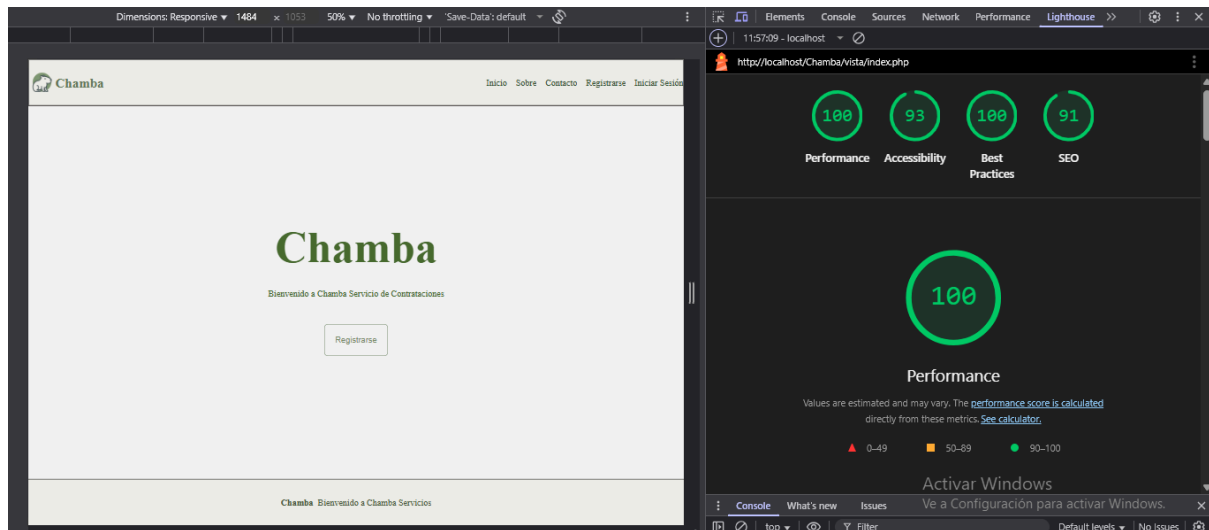 Dimensions: Responsive ▼ 1484 × 1053 50% ▼ No throttling ▼ 'Save-Data': default
Elements Console Sources Network Performance Lighthouse
11:57:09 - localhost
http://localhost/Chamba/vista/index.php
Chamba
Inicio Sobre Contacto Registrarse Iniciar Sesión
Chamba
Bienvenido a Chamba Servicio de Contrataciones
Registrarse
Chamba Bienvenido a Chamba Servicios
100 93 100 91
Performance Accessibility Best Practices SEO
100
Performance
Values are estimated and may vary. The performance score is calculated
directly from these metrics. See calculator.
0–49 50–89 90–100
Activar Windows
Ve a Configuración para activar Windows.
Console What's new Issues
top ▼ Filter Default levels ▼ No Issues